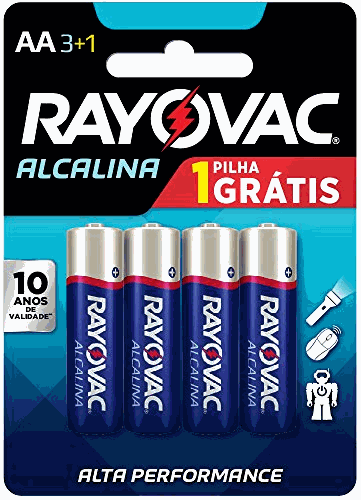 AA 3+1
RAYOVAC
ALCALINA
1 PILHA GRÁTIS
10
ANOS
DE
VALIDADE
+
+
+
+
RAYOVAC
ALCALINA
RAYOVAC
ALCALINA
RAYOVAC
ALCALINA
RAYOVAC
ALCALINA
ALTA PERFORMANCE